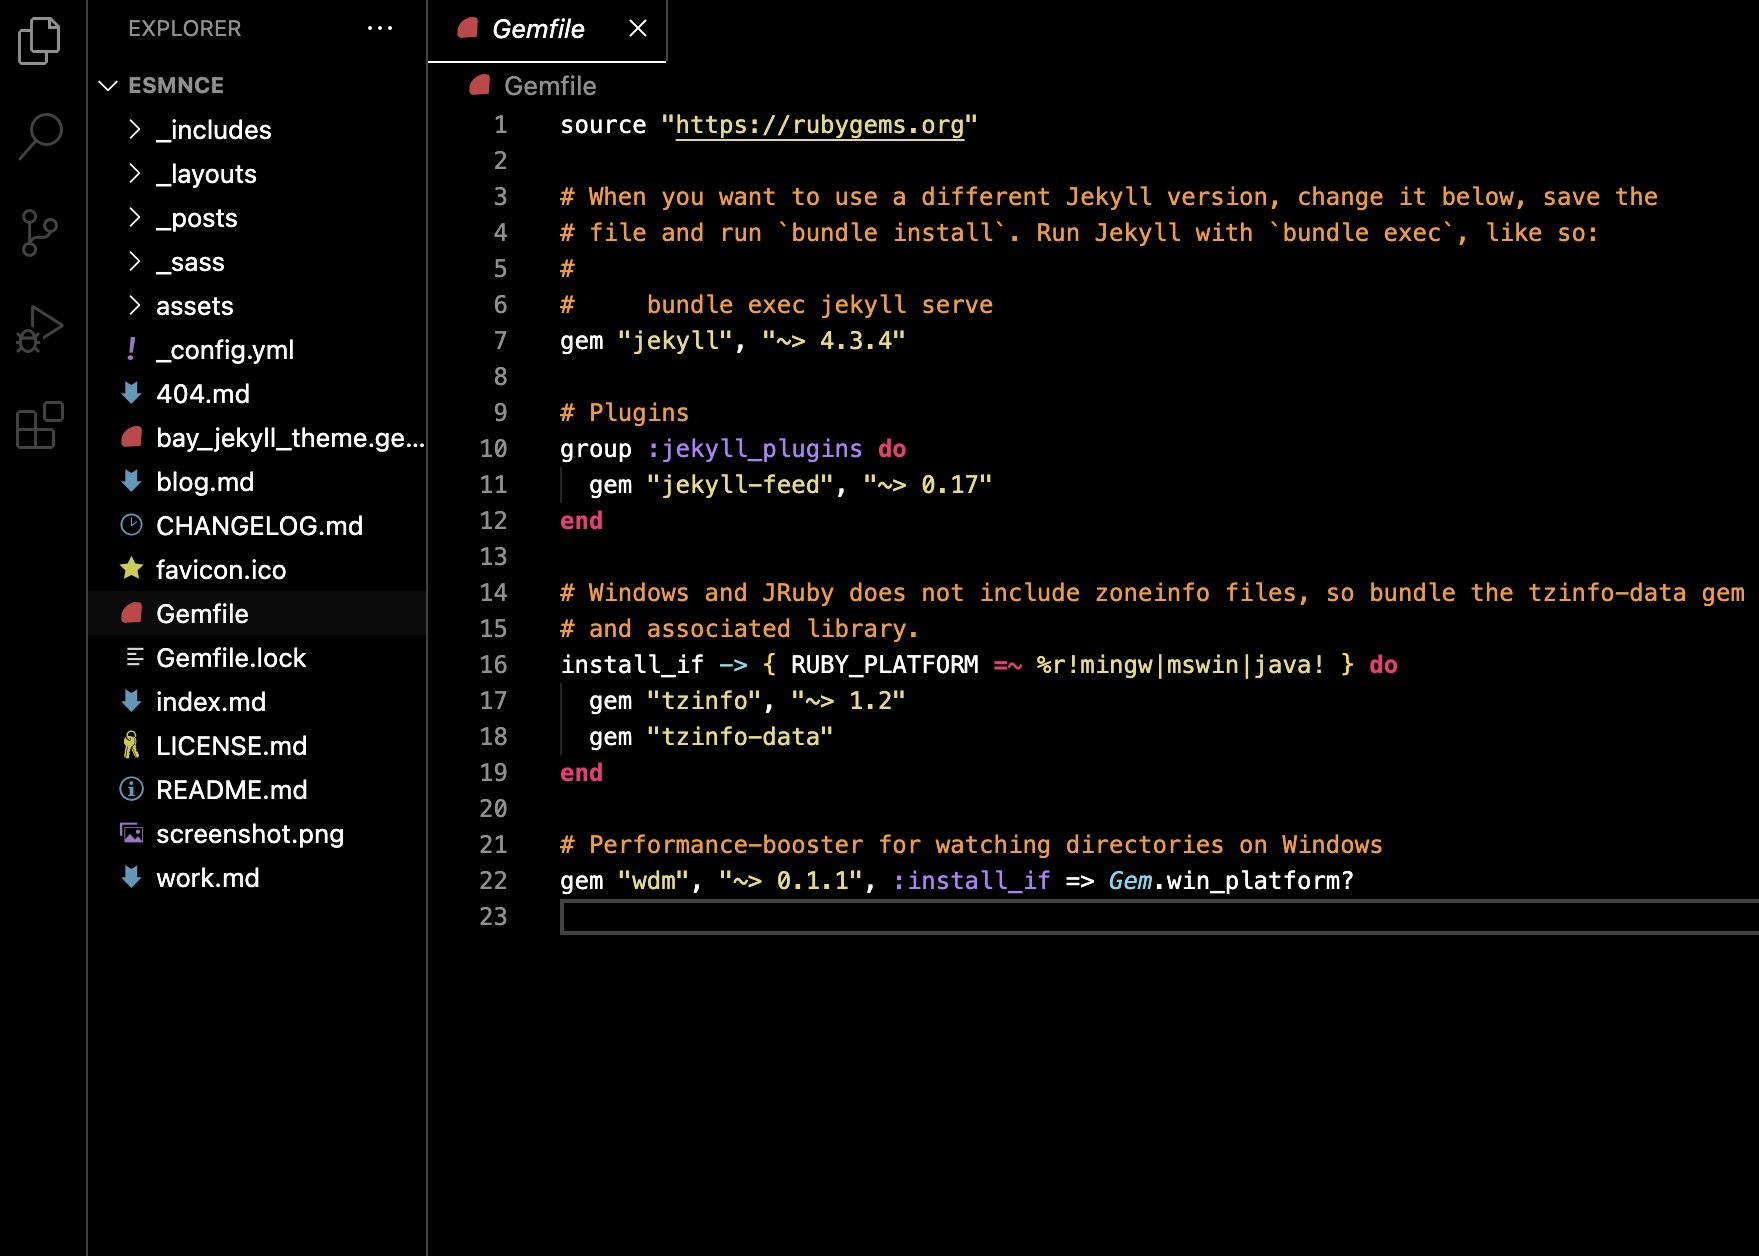 EXPLORER
ESMNCE
_includes
_layouts
_posts
_sass
assets
_config.yml
404.md
bay_jekyll_theme.ge...
blog.md
CHANGELOG.md
favicon.ico
Gemfile
Gemfile.lock
index.md
LICENSE.md
README.md
screenshot.png
work.md
Gemfile
Gemfile
1 source "https://rubygems.org"
2
3 # When you want to use a different Jekyll version, change it below, save the
4 # file and run `bundle install`. Run Jekyll with `bundle exec`, like so:
5 #
6 #     bundle exec jekyll serve
7 gem "jekyll", "~> 4.3.4"
8
9 # Plugins
10 group :jekyll_plugins do
11   gem "jekyll-feed", "~> 0.17"
12 end
13
14 # Windows and JRuby does not include zoneinfo files, so bundle the tzinfo-data gem
15 # and associated library.
16 install_if -> { RUBY_PLATFORM =~ %r!mingw|mswin|java! } do
17   gem "tzinfo", "~> 1.2"
18   gem "tzinfo-data"
19 end
20
21 # Performance-booster for watching directories on Windows
22 gem "wdm", "~> 0.1.1", :install_if => Gem.win_platform?
23